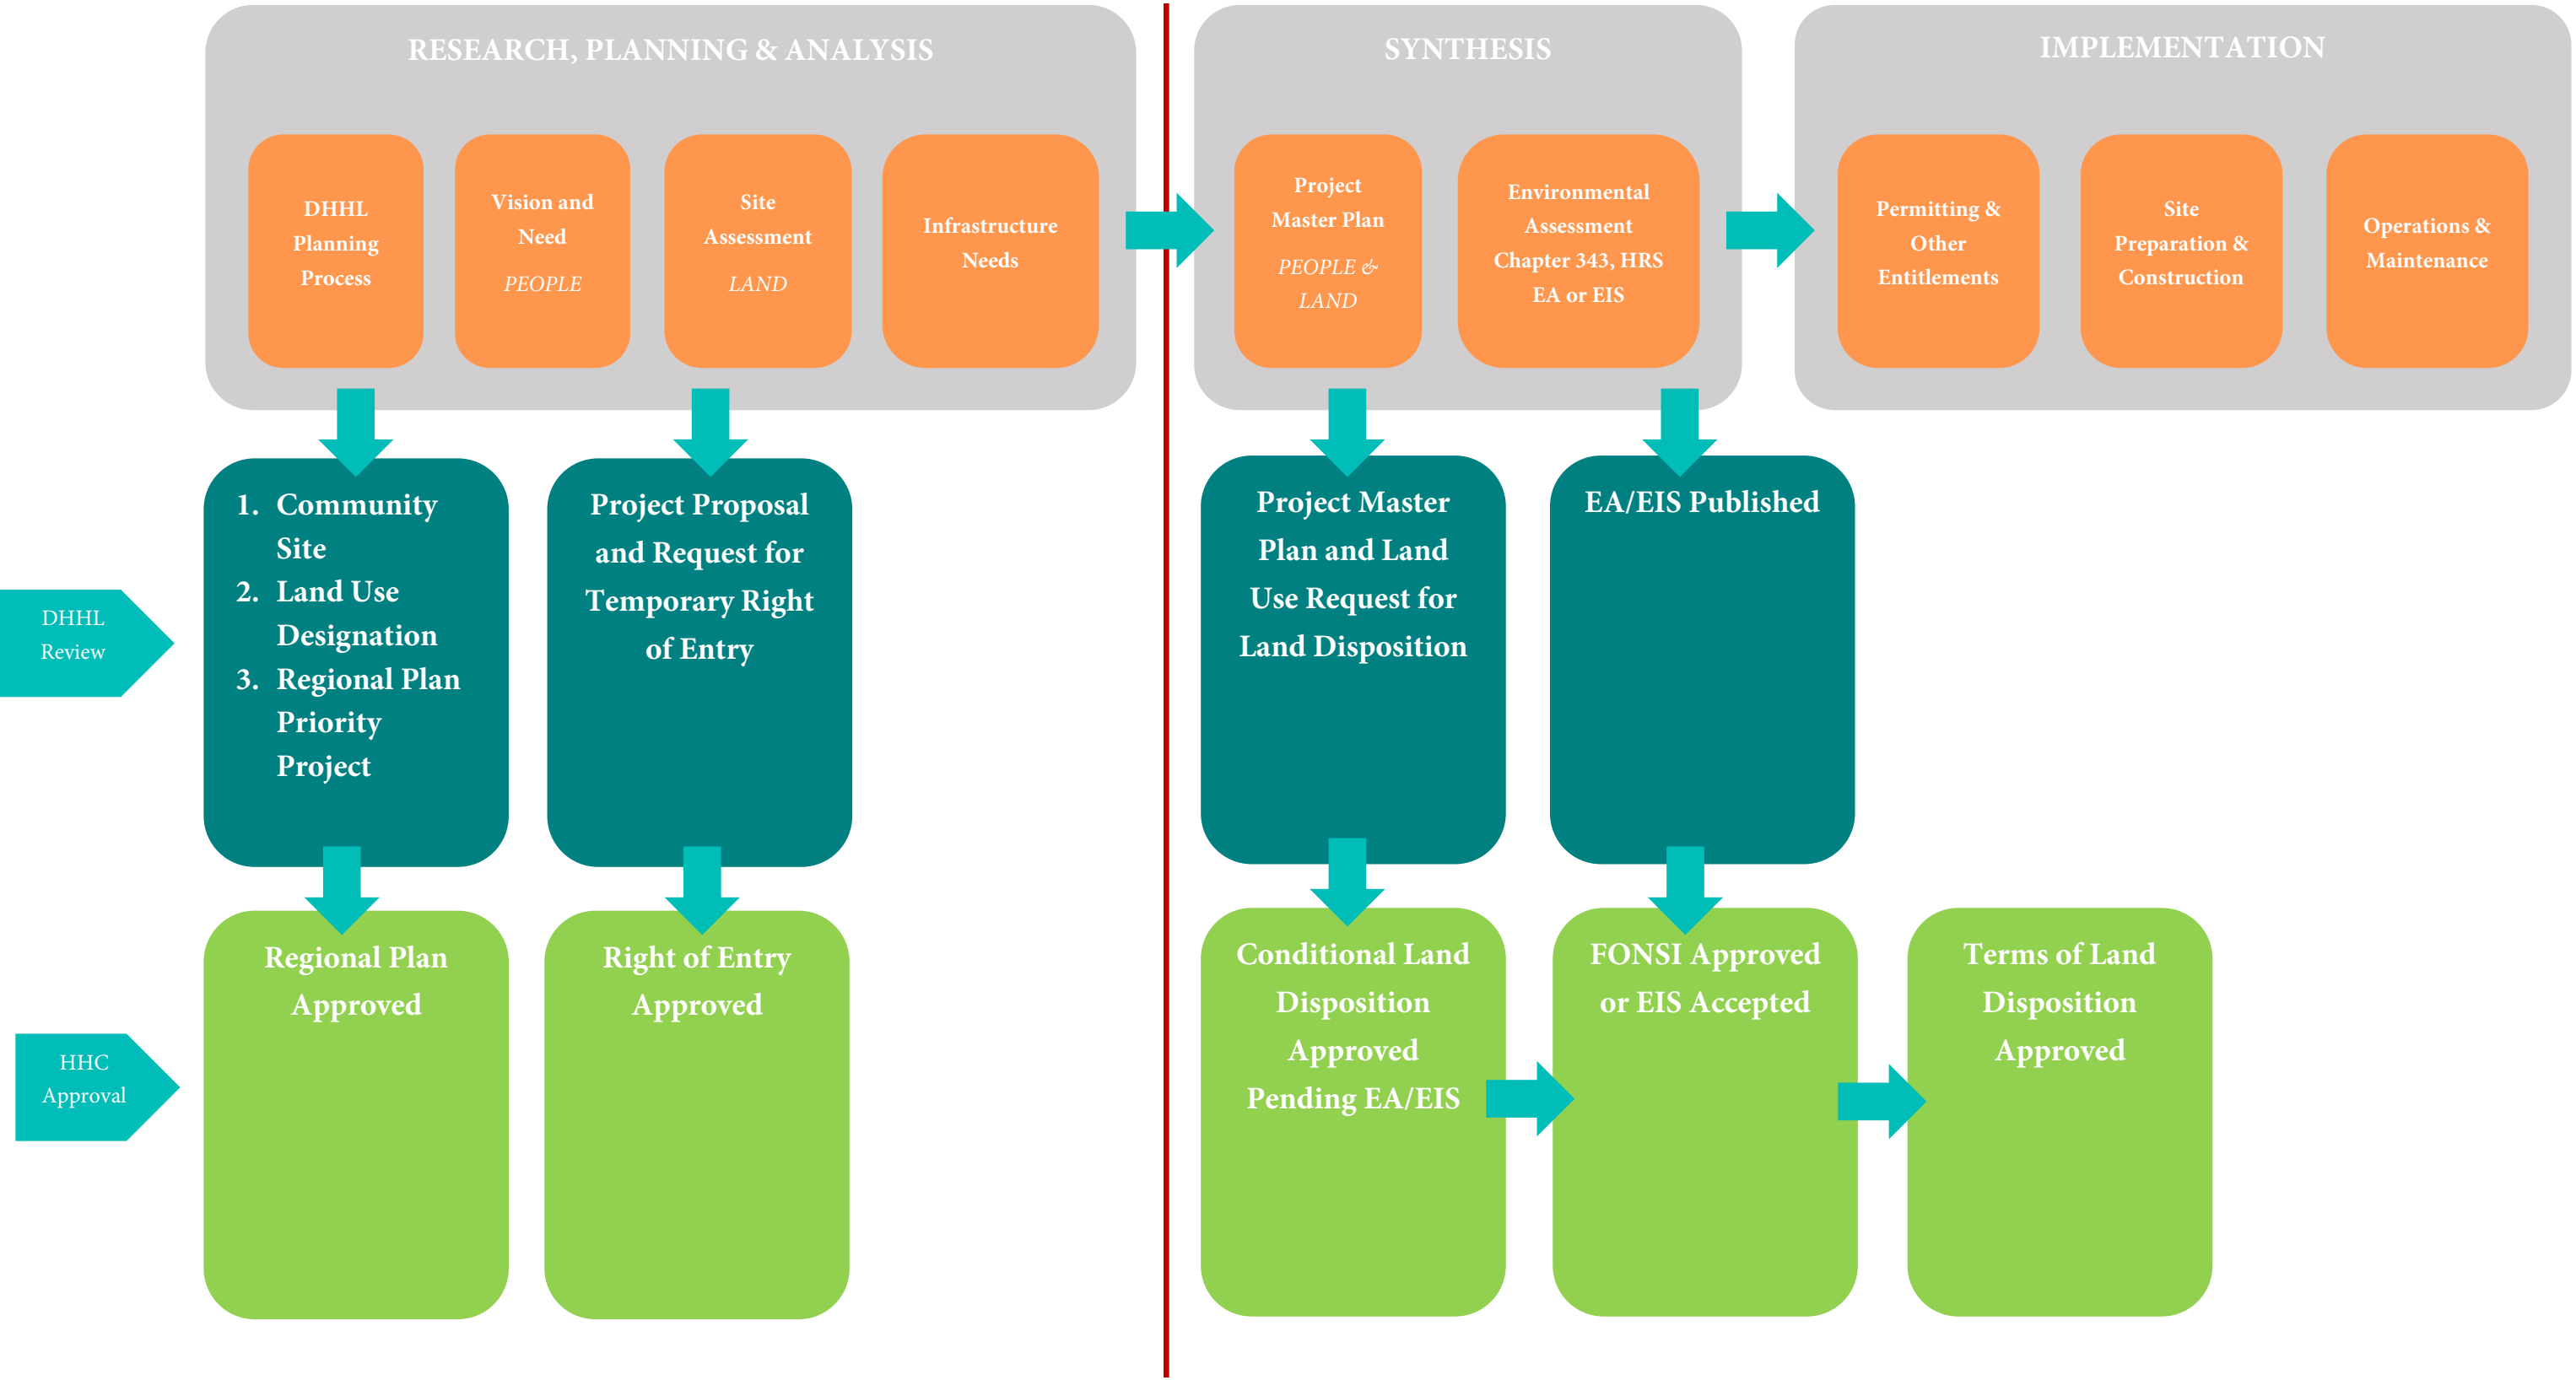 RESEARCH, PLANNING & ANALYSIS
DHHL
Planning
Process
Vision and
Need
PEOPLE
Site
Assessment
LAND
Infrastructure
Needs
SYNTHESIS
Project
Master Plan
PEOPLE &
LAND
Environmental
Assessment
Chapter 343, HRS
EA or EIS
IMPLEMENTATION
Permitting &
Other
Entitlements
Site
Preparation &
Construction
Operations &
Maintenance
DHHL
Review
1. Community
Site
2. Land Use
Designation
3. Regional Plan
Priority
Project
Project Proposal
and Request for
Temporary Right
of Entry
Project Master
Plan and Land
Use Request for
Land Disposition
EA/EIS Published
HHC
Approval
Regional Plan
Approved
Right of Entry
Approved
Conditional Land
Disposition
Approved
Pending EA/EIS
FONSI Approved
or EIS Accepted
Terms of Land
Disposition
Approved